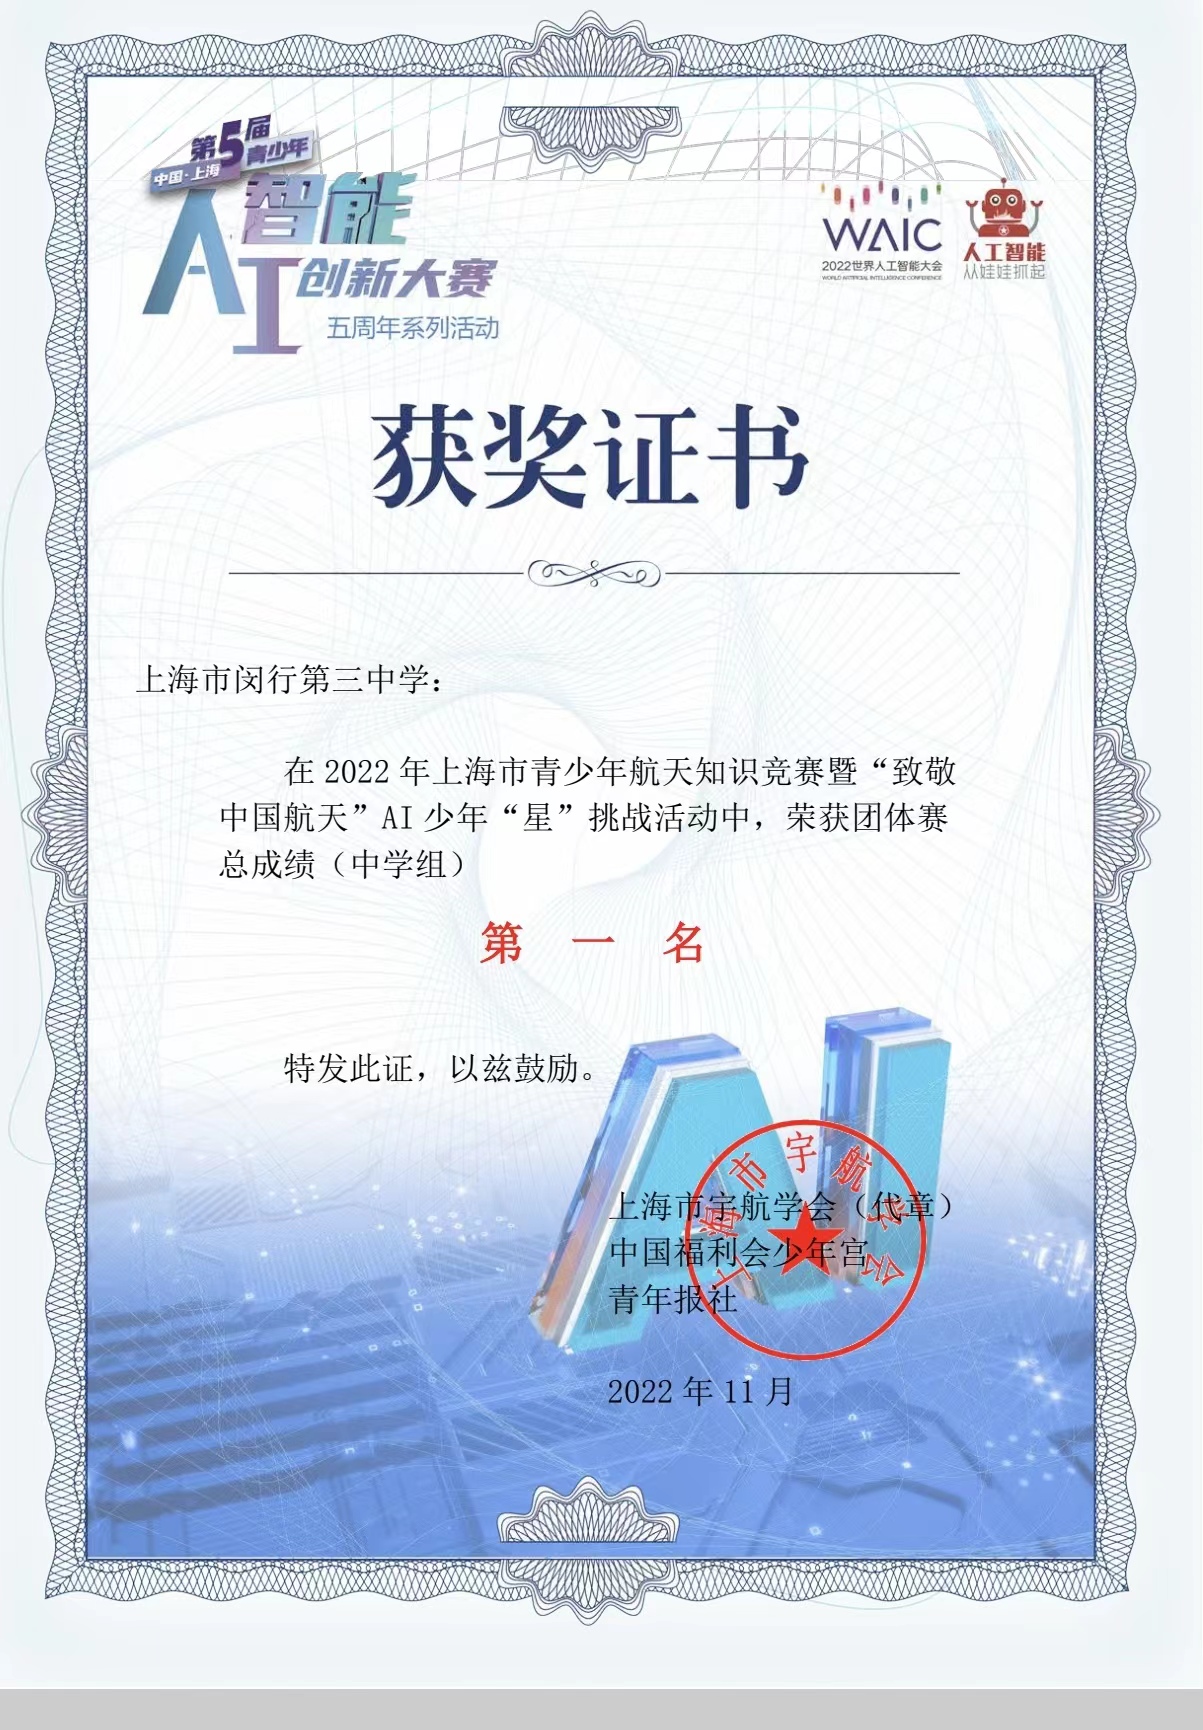 第5届
青少年
中国·上海
AI智能
创新大赛
五周年系列活动
WAIC
2022世界人工智能大会
WORLD ARTIFICIAL INTELLIGENCE CONFERENCE
人工智能
从娃娃抓起
获奖证书
上海市闵行第三中学：
在 2022 年上海市青少年航天知识竞赛暨“致敬
中国航天”AI 少年“星”挑战活动中，荣获团体赛
总成绩（中学组）
第 一 名
特发此证，以兹鼓励。
AI
上海市宇航学会（代章）
中国福利会少年宫
青年报社
上海市宇航学会
2022 年 11 月